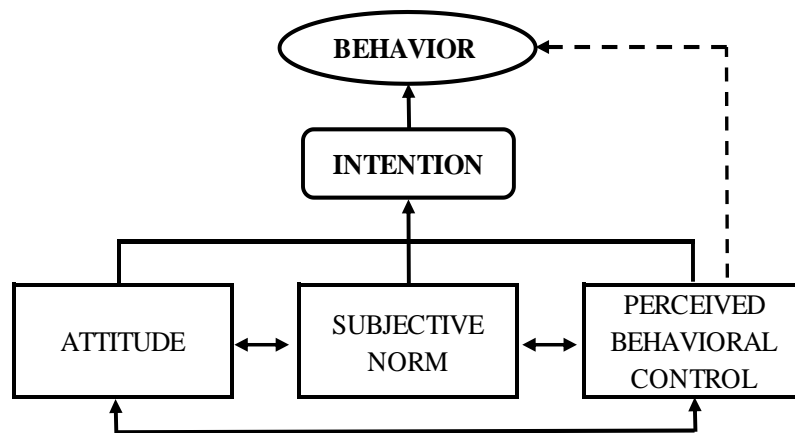 BEHAVIOR
INTENTION
ATTITUDE
SUBJECTIVE
NORM
PERCEIVED
BEHAVIORAL
CONTROL